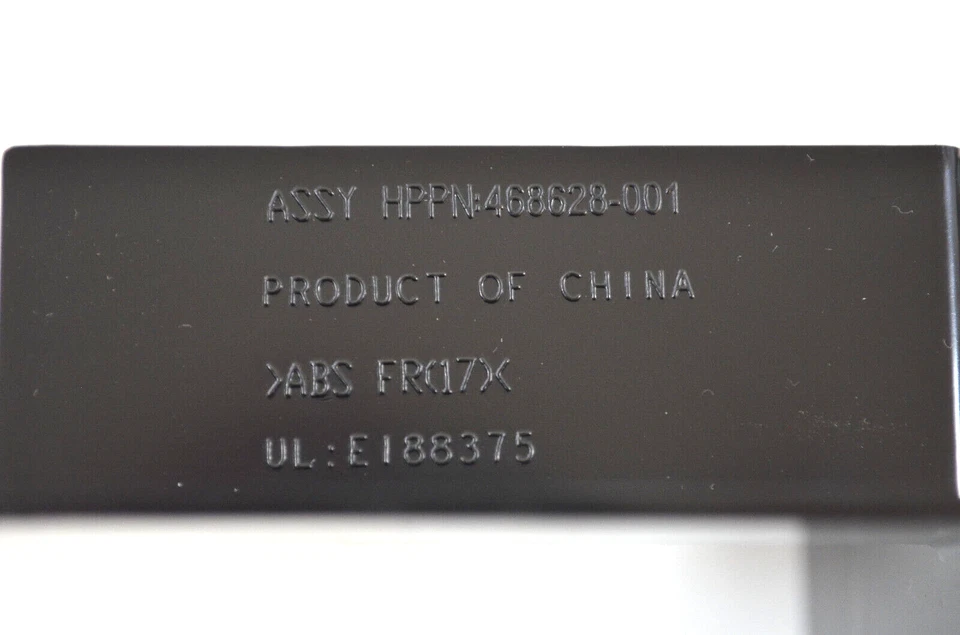 ASSY HPPN:468628-001
PRODUCT OF CHINA
>ABS FR(17)<
UL:E188375